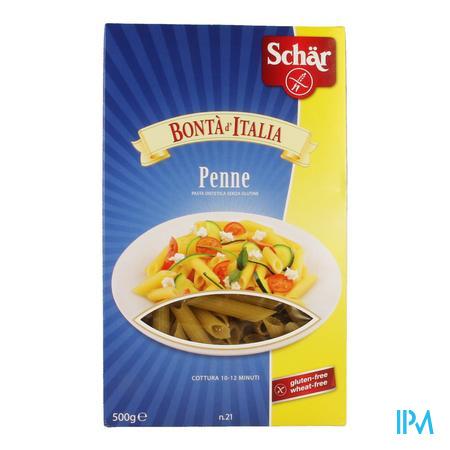 Schär
BONTÀ d'ITALIA
Penne
PASTA DIETETICA SENZA GLUTINE
COTTURA 10-12 MINUTI
gluten-free
wheat-free
500g e
n.21
IPM